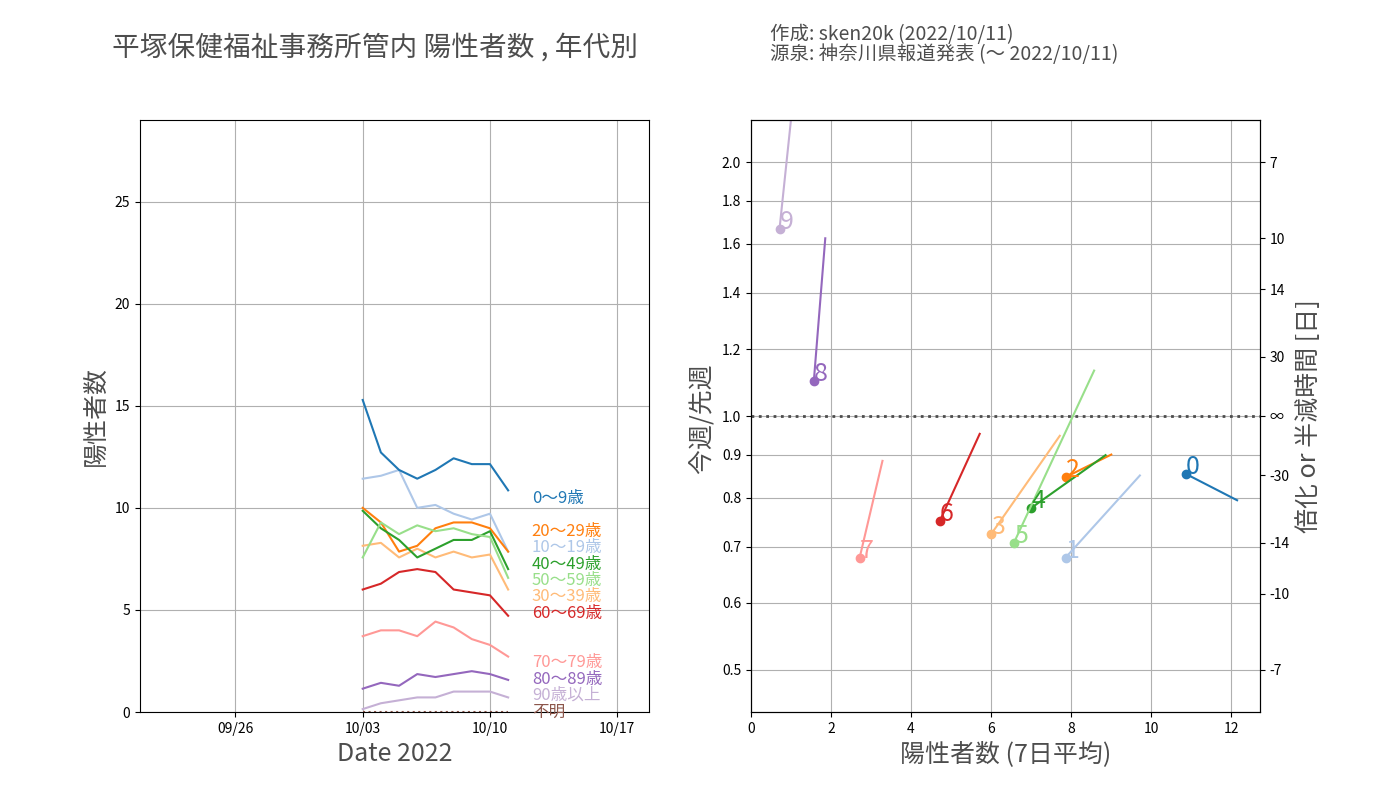 平塚保健福祉事務所管内 陽性者数 , 年代別
作成: sken20k (2022/10/11)
源泉: 神奈川県報道発表 (〜 2022/10/11)
陽性者数
25
20
15
10
5
0
09/26
10/03
10/10
10/17
Date 2022
0〜9歳
20〜29歳
10〜19歳
40〜49歳
50〜59歳
30〜39歳
60〜69歳
70〜79歳
80〜89歳
90歳以上
不明
今週/先週
2.0
1.8
1.6
1.4
1.2
1.0
0.9
0.8
0.7
0.6
0.5
9
8
7
6
3
5
4
2
1
0
0
2
4
6
8
10
12
陽性者数 (7日平均)
7
10
14
30
∞
-30
-14
-10
-7
倍化 or 半減時間 [日]